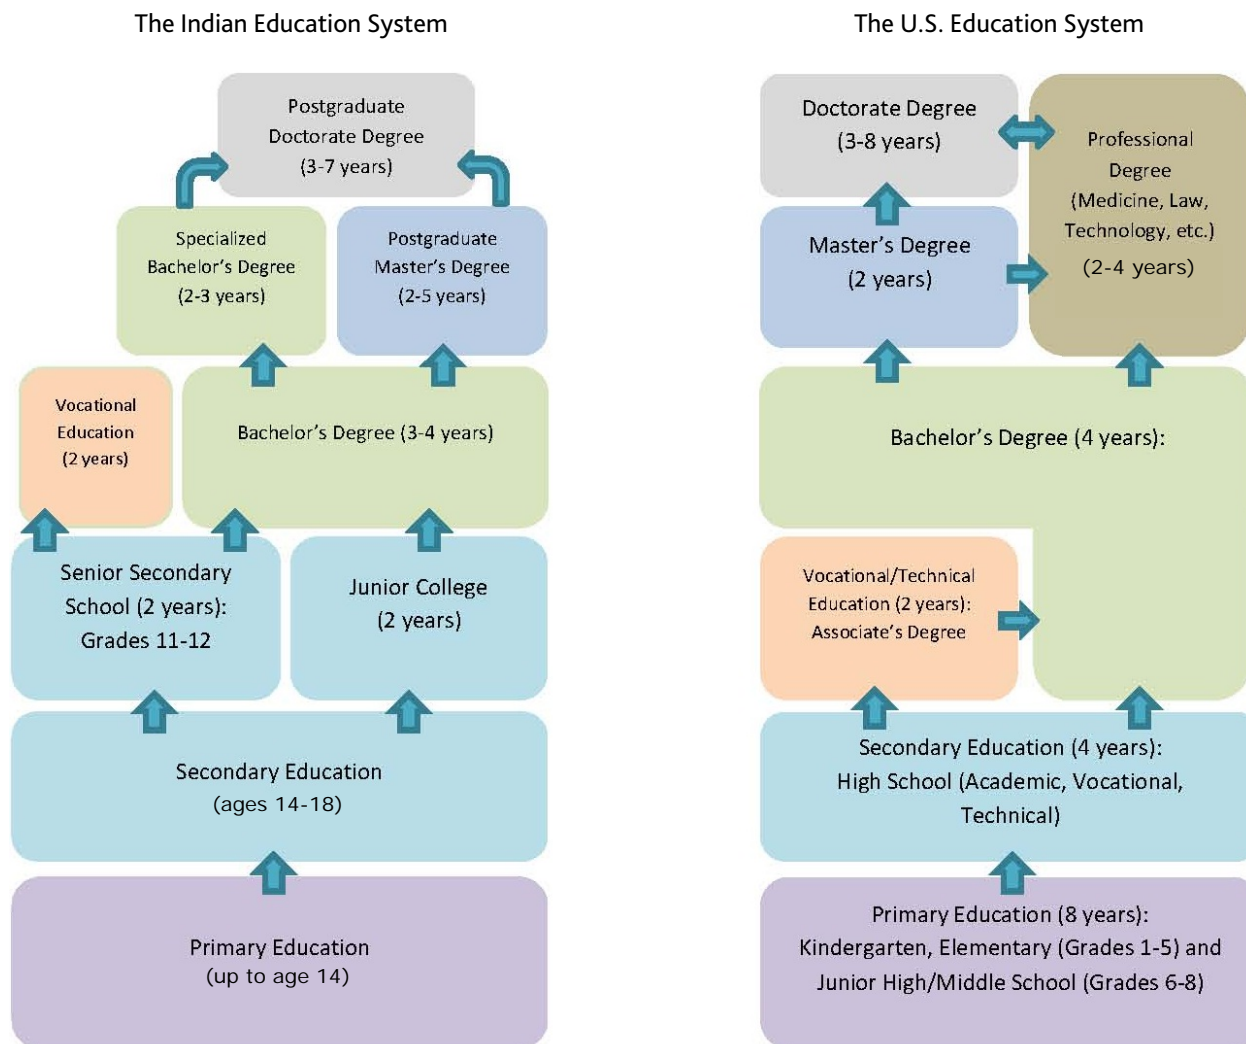 The Indian Education System
Postgraduate
Doctorate Degree
(3-7 years)
Specialized
Bachelor's Degree
(2-3 years)
Postgraduate
Master's Degree
(2-5 years)
Vocational
Education
(2 years)
Bachelor's Degree (3-4 years)
Senior Secondary
School (2 years):
Grades 11-12
Junior College
(2 years)
Secondary Education
(ages 14-18)
Primary Education
(up to age 14)
The U.S. Education System
Doctorate Degree
(3-8 years)
Professional
Degree
(Medicine, Law,
Technology, etc.)
(2-4 years)
Master's Degree
(2 years)
Bachelor's Degree (4 years):
Vocational/Technical
Education (2 years):
Associate's Degree
Secondary Education (4 years):
High School (Academic, Vocational,
Technical)
Primary Education (8 years):
Kindergarten, Elementary (Grades 1-5) and
Junior High/Middle School (Grades 6-8)